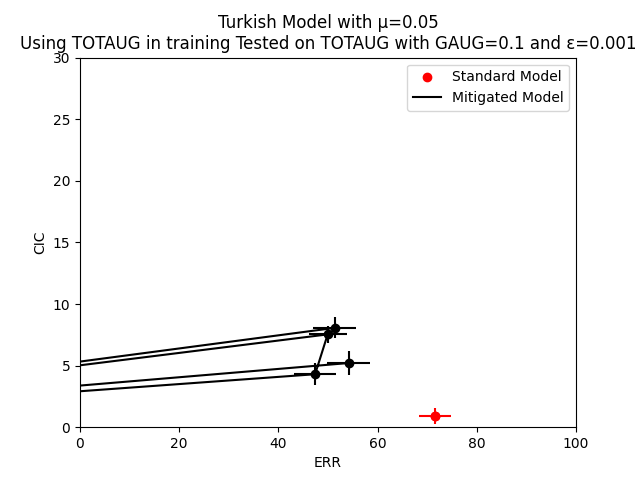 Turkish Model with μ=0.05
Using TOTAUG in training Tested on TOTAUG with GAUG=0.1 and ε=0.001
30
25
20
15
10
5
0
CIC
Standard Model
Mitigated Model
0 20 40 60 80 100
ERR